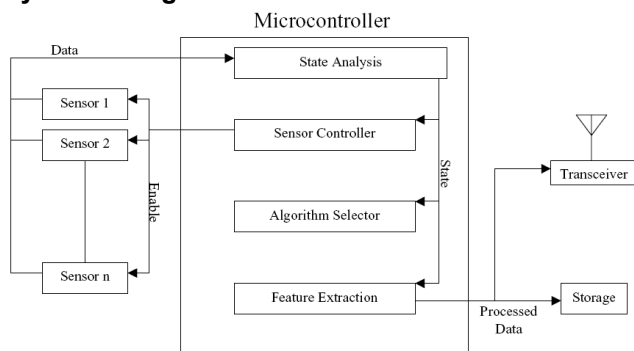 Microcontroller
Data
State Analysis
Sensor 1
Sensor 2
Sensor Controller
State
Transceiver
Enable
Algorithm Selector
Sensor n
Feature Extraction
Storage
Processed
Data